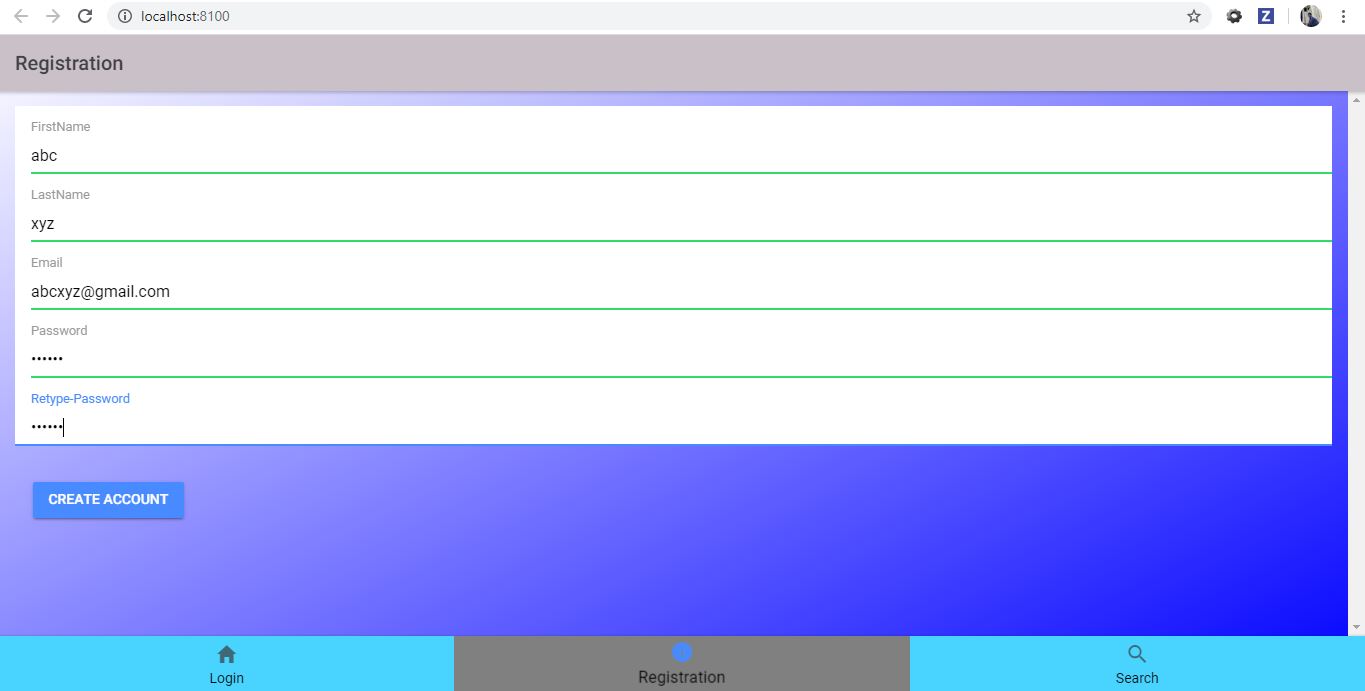 localhost:8100
Z
Registration
FirstName
abc
LastName
xyz
Email
abcxyz@gmail.com
Password
••••••
Retype-Password
••••••
CREATE ACCOUNT
Login
Registration
Search